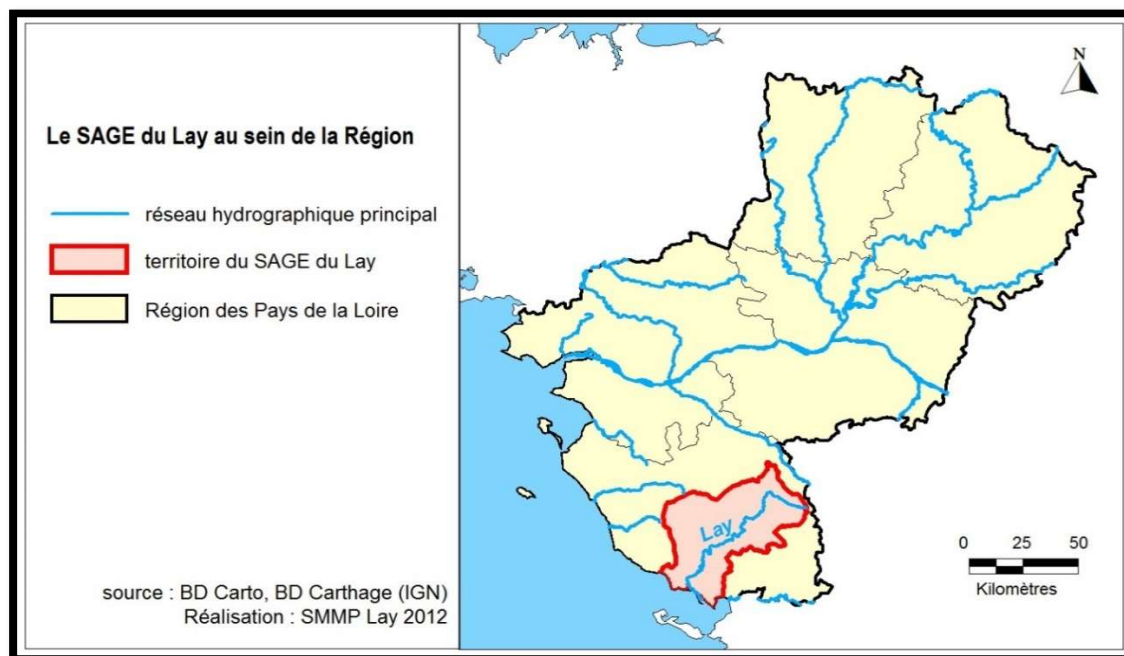 Le SAGE du Lay au sein de la Région
réseau hydrographique principal
territoire du SAGE du Lay
Région des Pays de la Loire
source : BD Carto, BD Carthage (IGN)
Réalisation : SMMP Lay 2012
N
Lay
0 25 50
Kilomètres